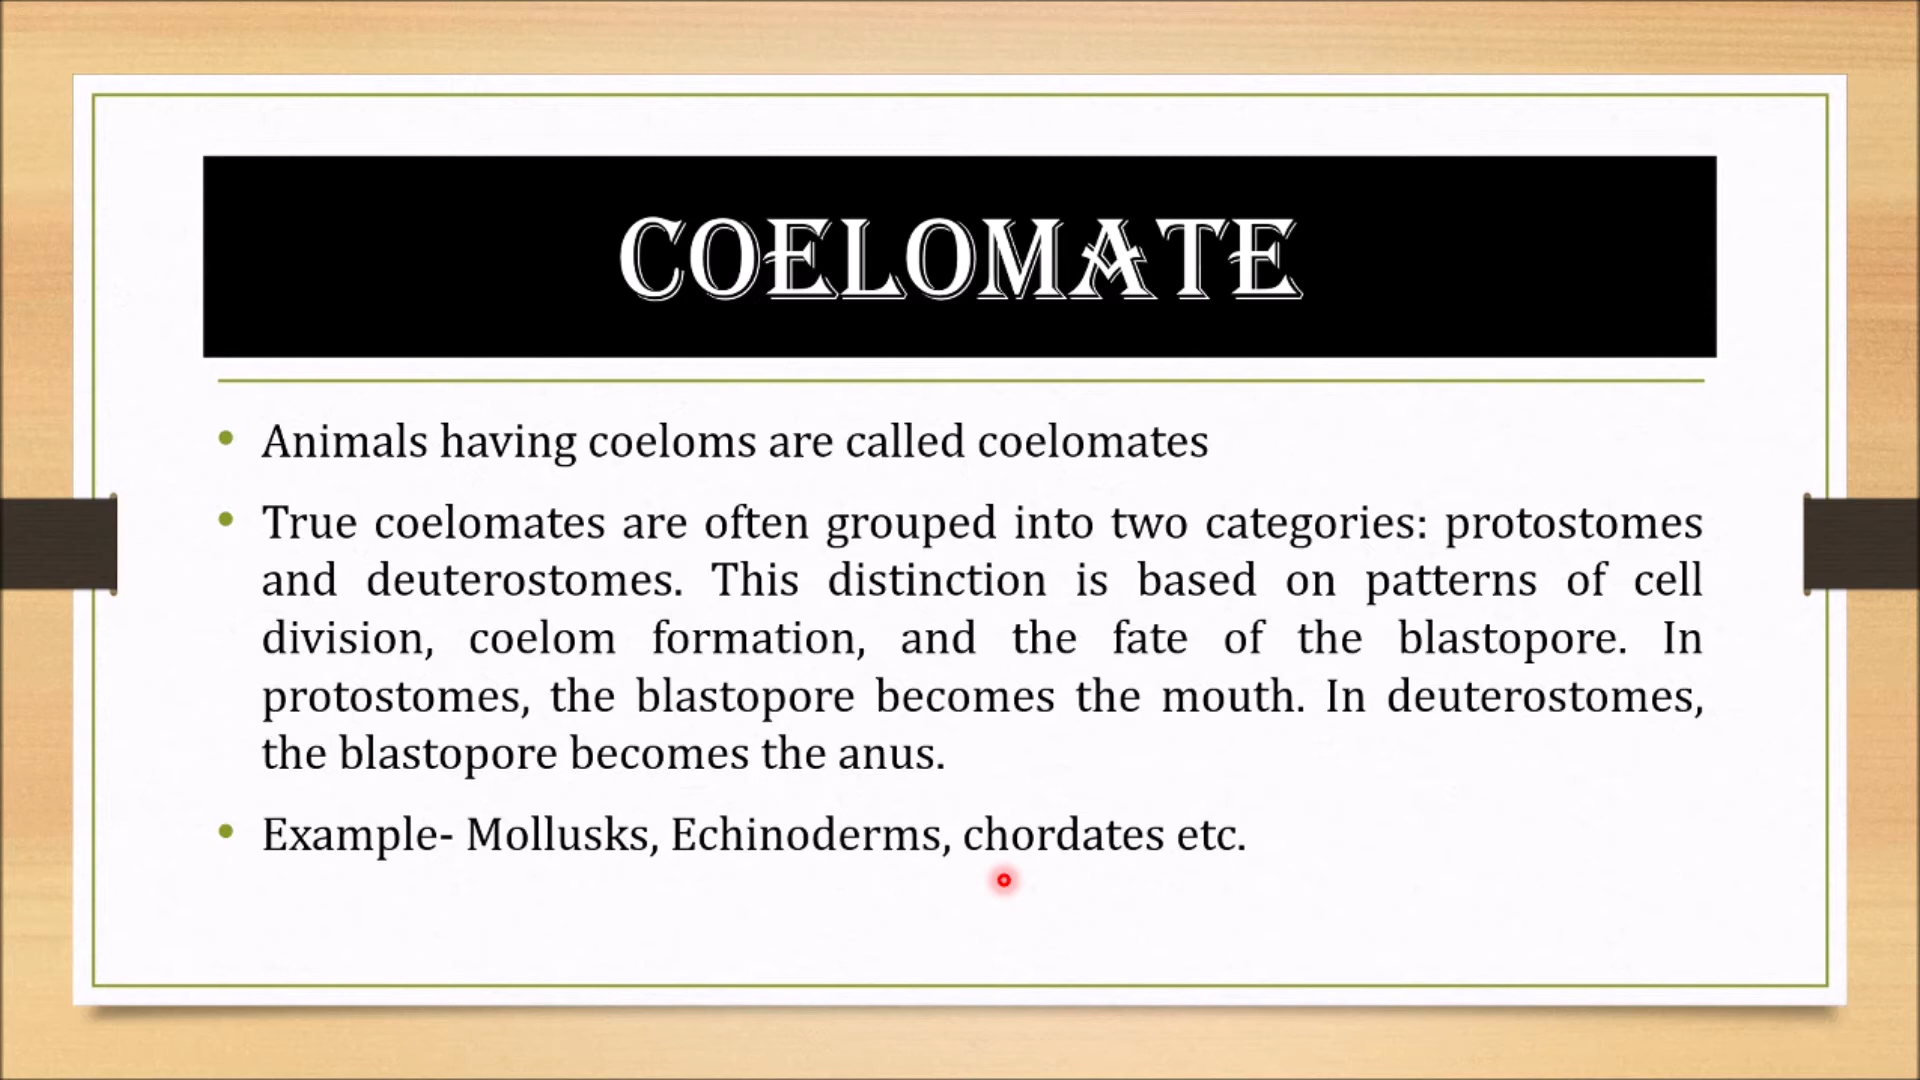 COELOMATE
• Animals having coeloms are called coelomates
• True coelomates are often grouped into two categories: protostomes
and deuterostomes. This distinction is based on patterns of cell
division, coelom formation, and the fate of the blastopore. In
protostomes, the blastopore becomes the mouth. In deuterostomes,
the blastopore becomes the anus.
• Example- Mollusks, Echinoderms, chordates etc.